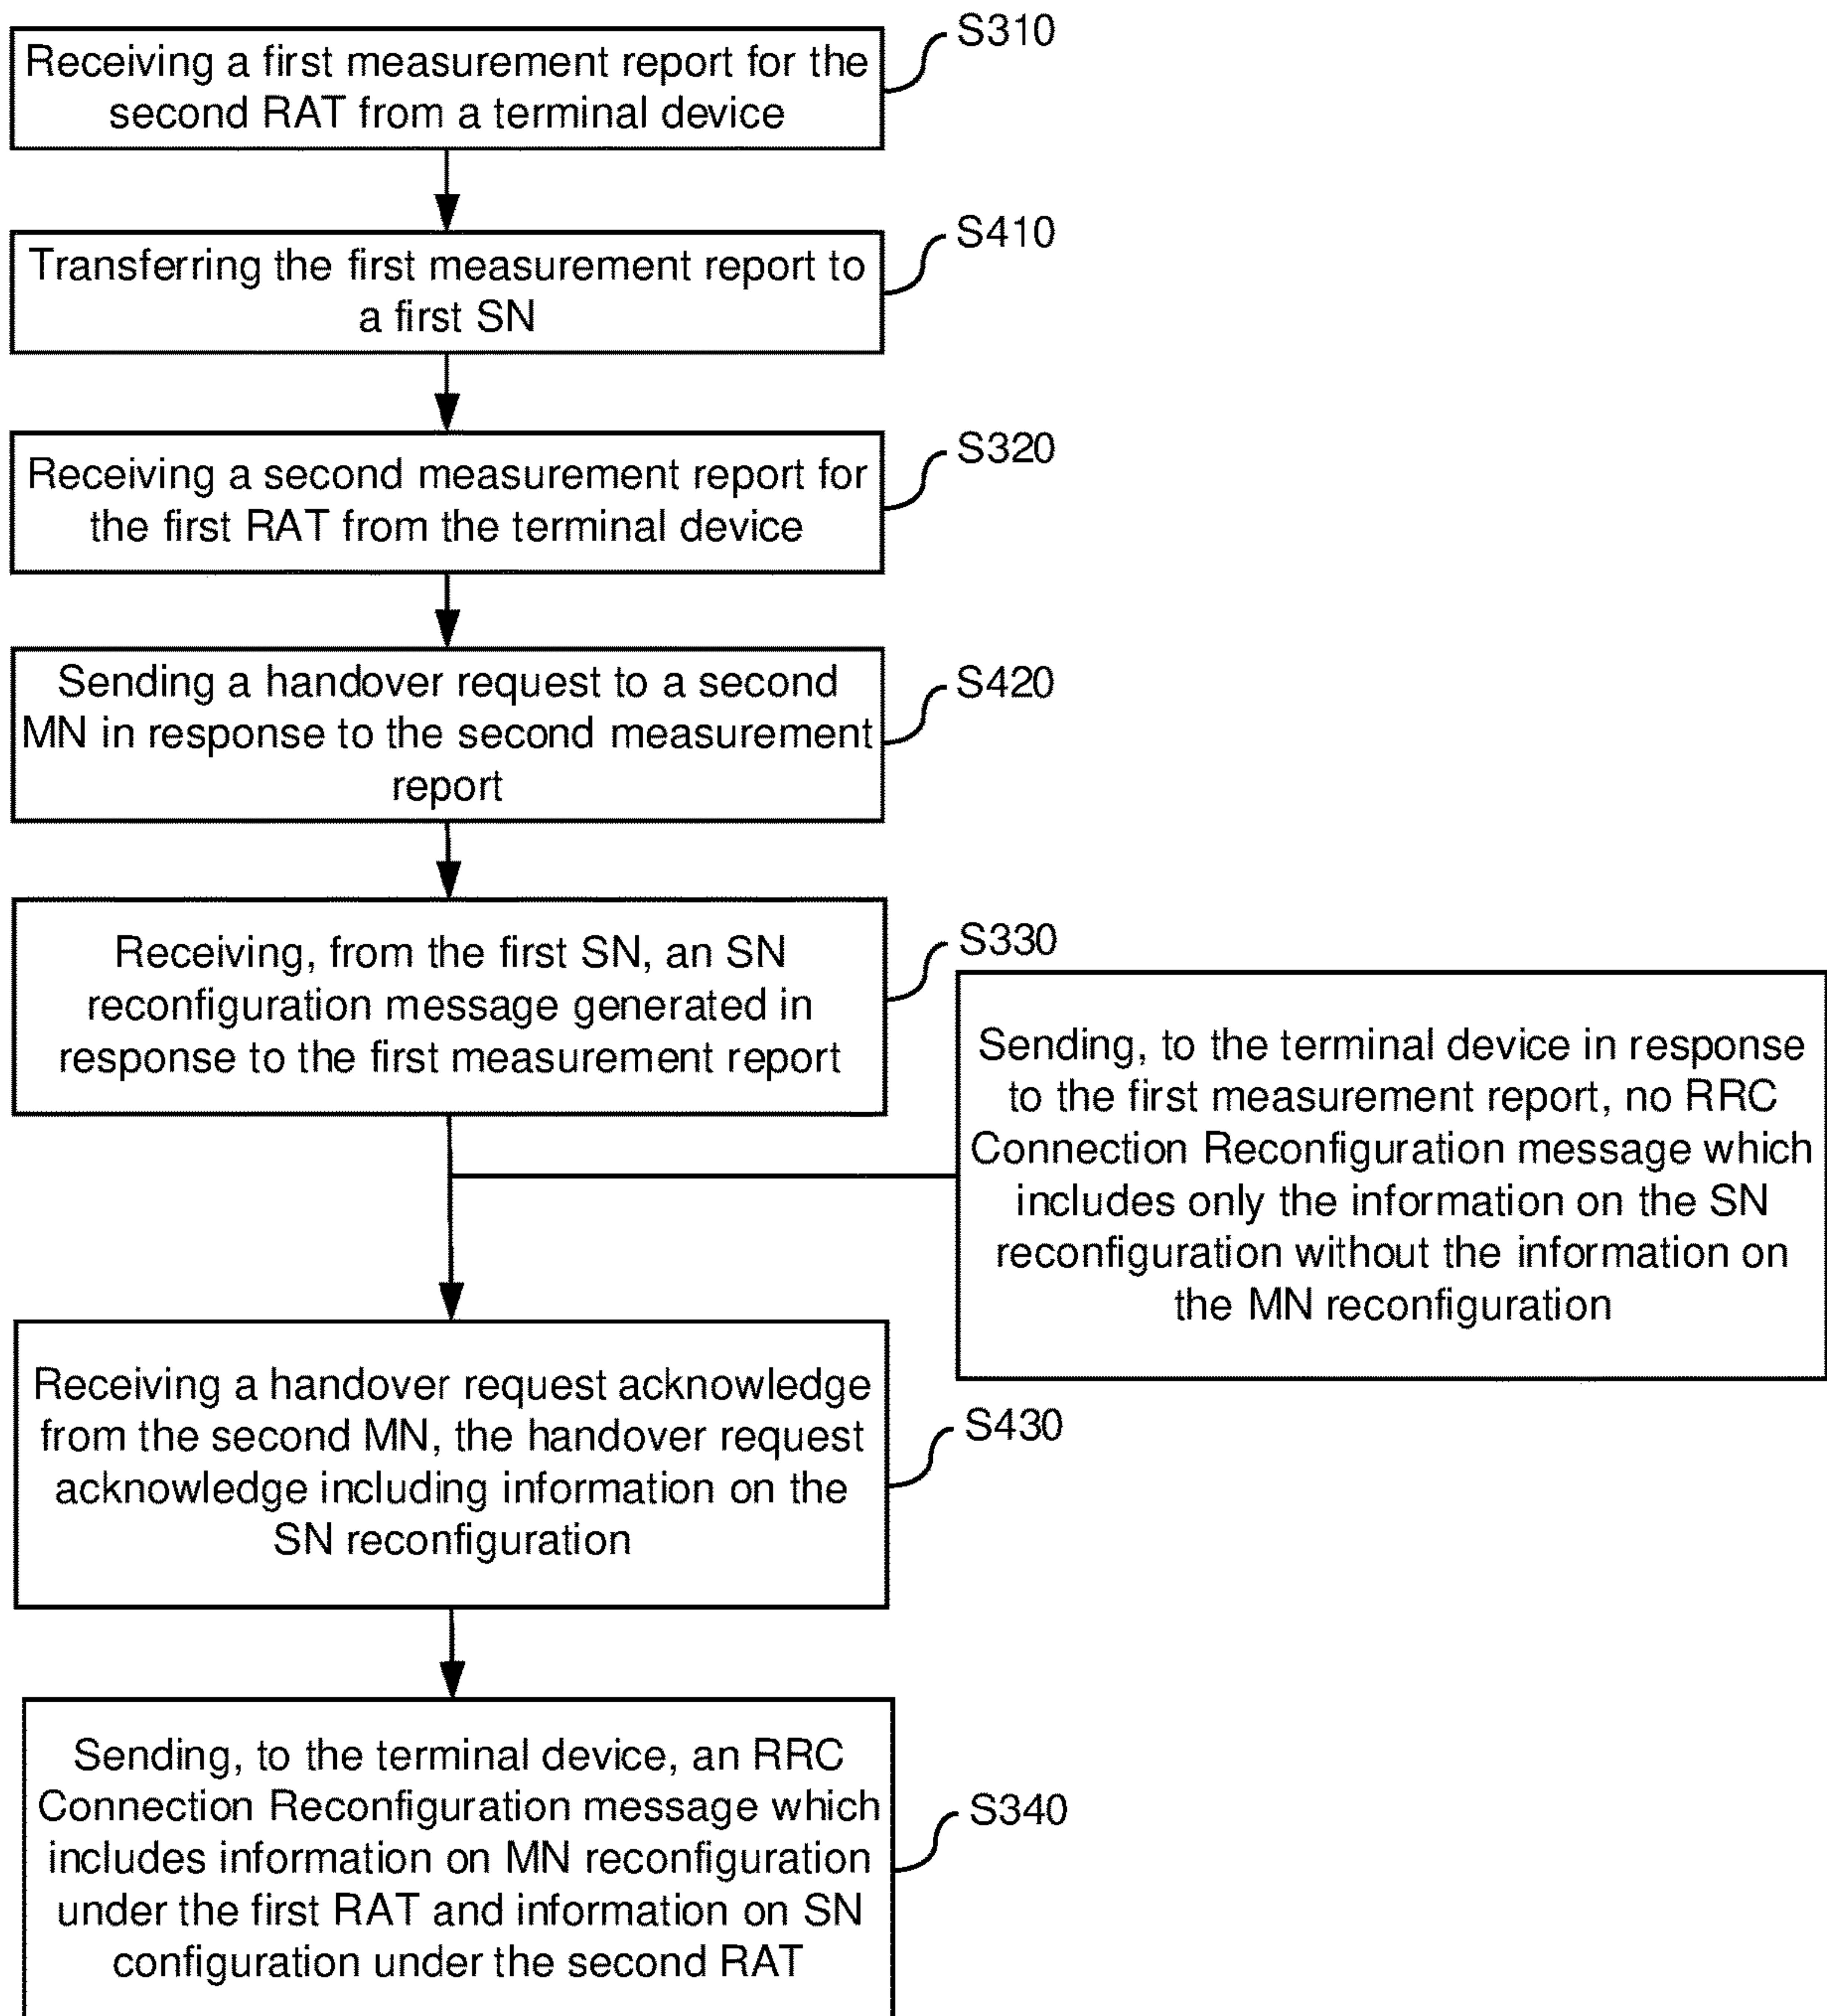 S310
Receiving a first measurement report for the
second RAT from a terminal device
S410
Transferring the first measurement report to
a first SN
S320
Receiving a second measurement report for
the first RAT from the terminal device
S420
Sending a handover request to a second
MN in response to the second measurement
report
S330
Receiving, from the first SN, an SN
reconfiguration message generated in
response to the first measurement report
Sending, to the terminal device in response
to the first measurement report, no RRC
Connection Reconfiguration message which
includes only the information on the SN
reconfiguration without the information on
the MN reconfiguration
S430
Receiving a handover request acknowledge
from the second MN, the handover request
acknowledge including information on the
SN reconfiguration
S340
Sending, to the terminal device, an RRC
Connection Reconfiguration message which
includes information on MN reconfiguration
under the first RAT and information on SN
configuration under the second RAT